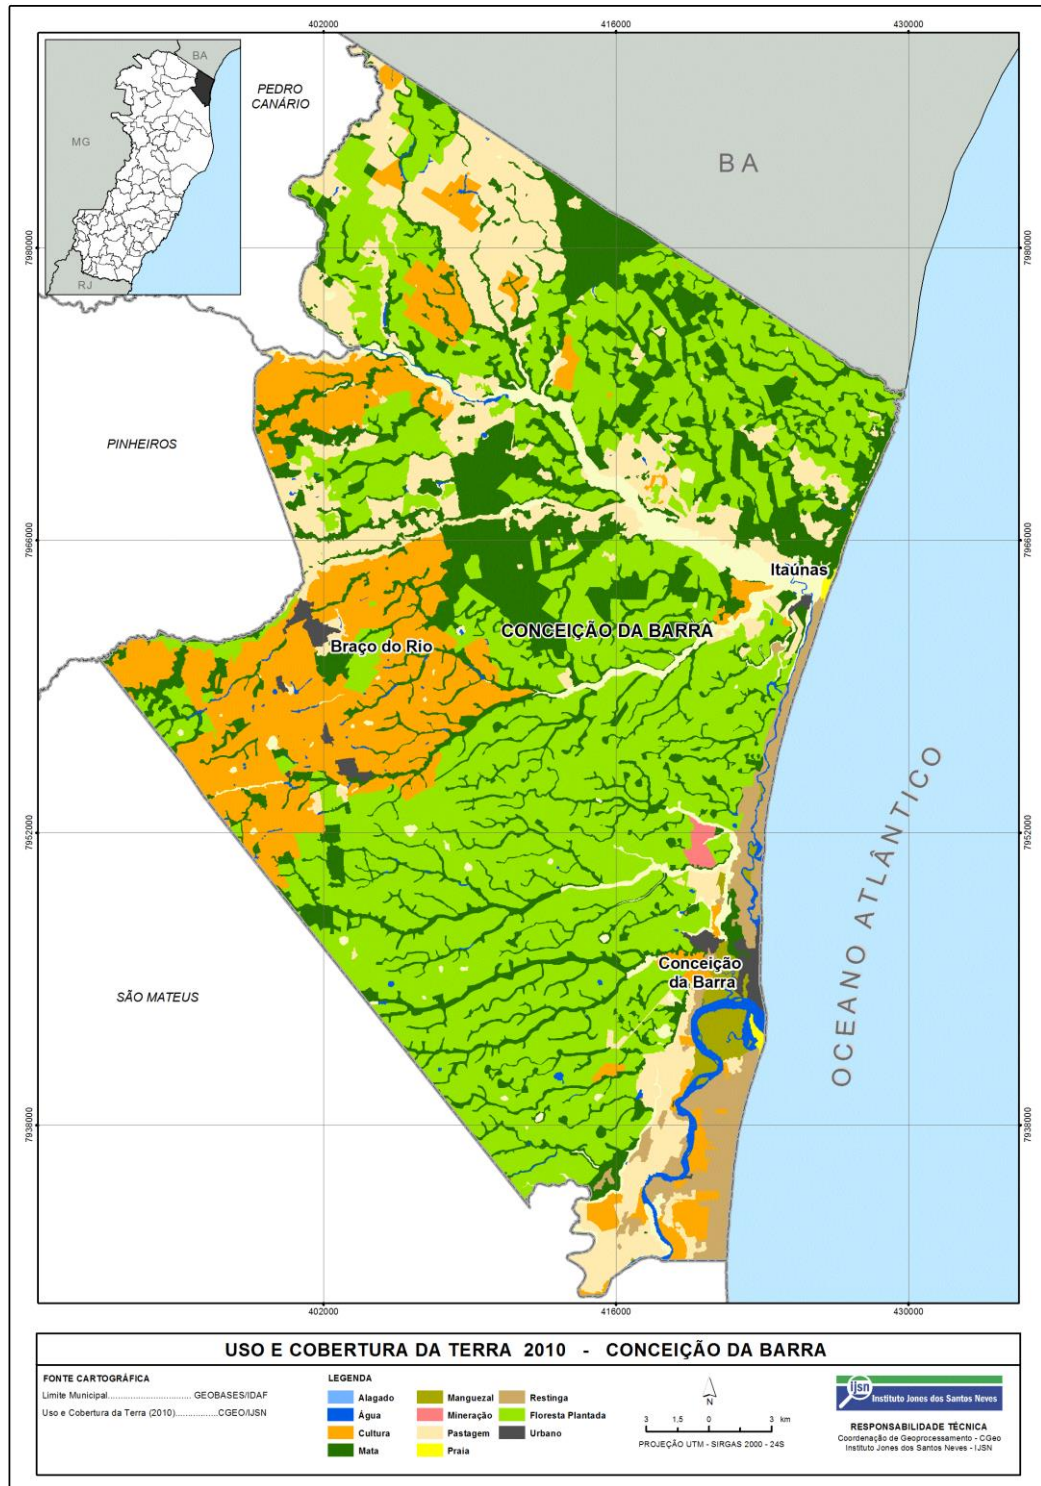 402000
416000
430000
BA
MG
RJ
PEDRO
CANÁRIO
BA
7980000
7980000
PINHEIROS
7966000
7966000
Itaúnas
CONCEIÇÃO DA BARRA
Braço do Rio
OCEANO ATLÂNTICO
7952000
7952000
Conceição
da Barra
SÃO MATEUS
7938000
7938000
402000
416000
430000
USO E COBERTURA DA TERRA 2010 - CONCEIÇÃO DA BARRA
FONTE CARTOGRÁFICA
Limite Municipal................................ GEOBASES/IDAF
Uso e Cobertura da Terra (2010)................CGEO/IJSN
LEGENDA
Alagado
Água
Cultura
Mata
Manguezal
Mineração
Pastagem
Praia
Restinga
Floresta Plantada
Urbano
N
3 1,5 0 3 km
PROJEÇÃO UTM - SIRGAS 2000 - 24S
ijsn
Instituto Jones dos Santos Neves
RESPONSABILIDADE TÉCNICA
Coordenação de Geoprocessamento - CGeo
Instituto Jones dos Santos Neves - IJSN